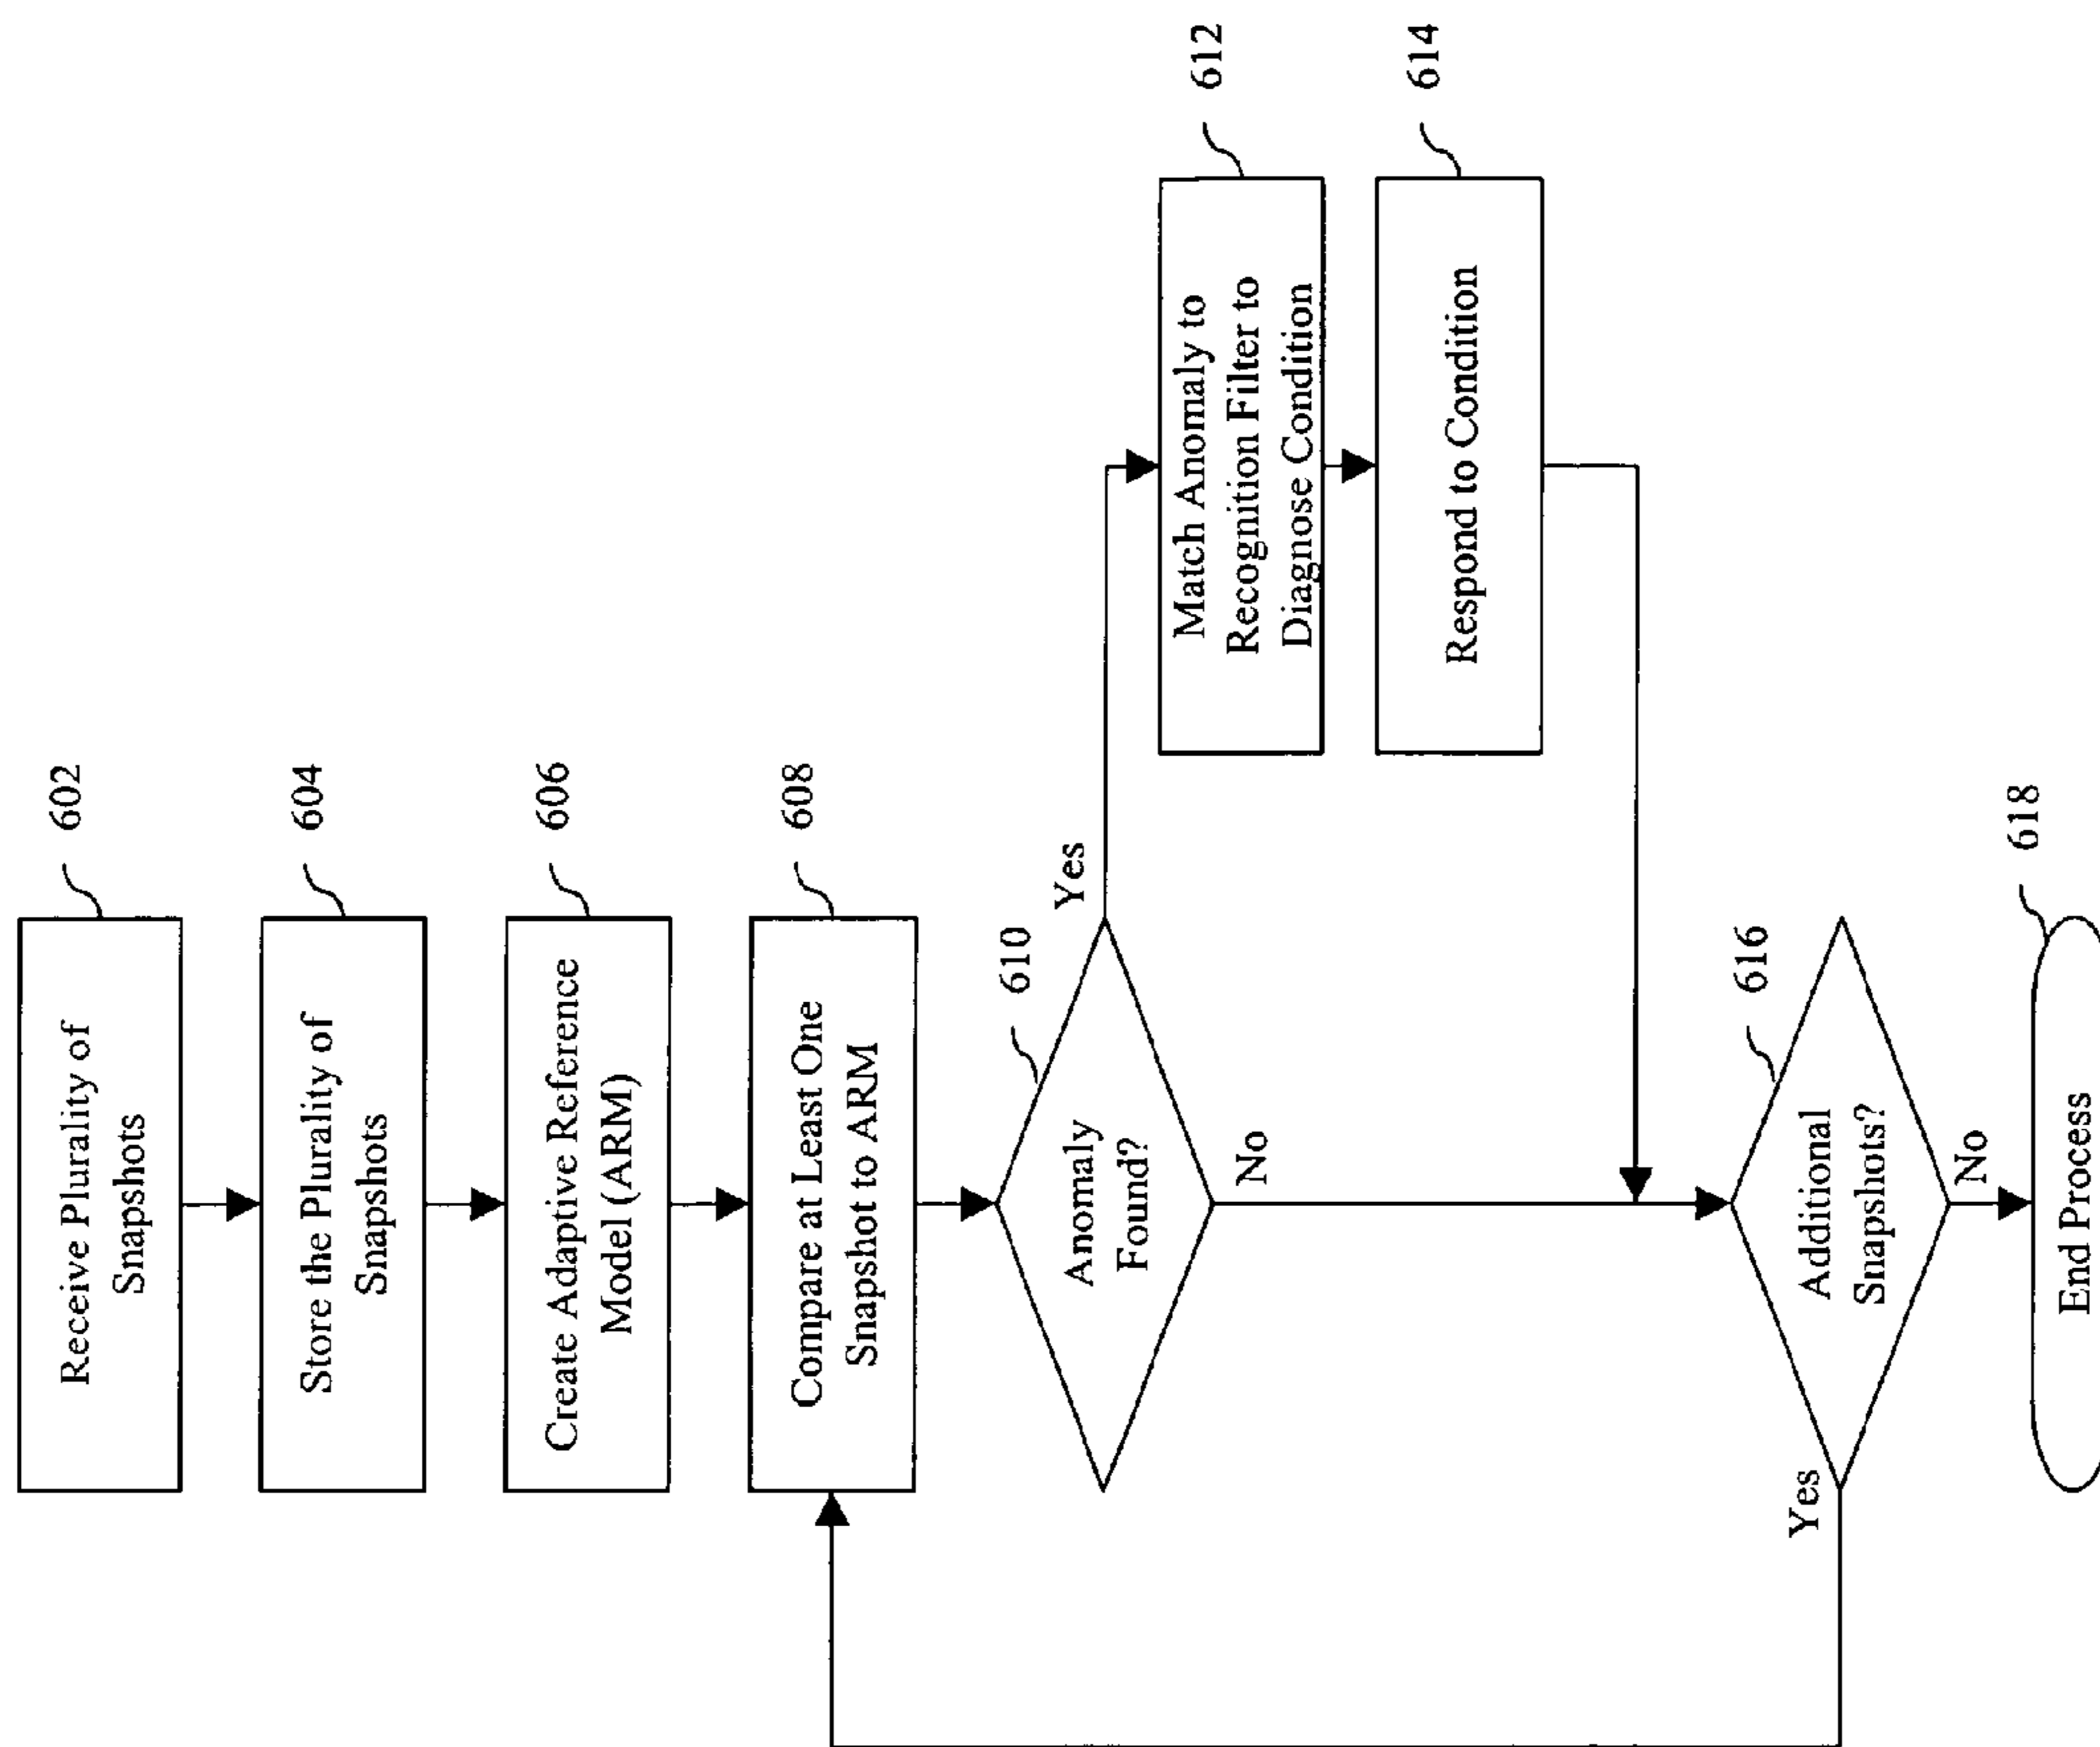 Receive Plurality of
Snapshots
602
Store the Plurality of
Snapshots
604
Create Adaptive Reference
Model (ARM)
606
Compare at Least One
Snapshot to ARM
608
610
Anomaly
Found?
Yes
No
Match Anomaly to
Recognition Filter to
Diagnose Condition
612
Respond to Condition
614
616
Additional
Snapshots?
Yes
No
618
End Process